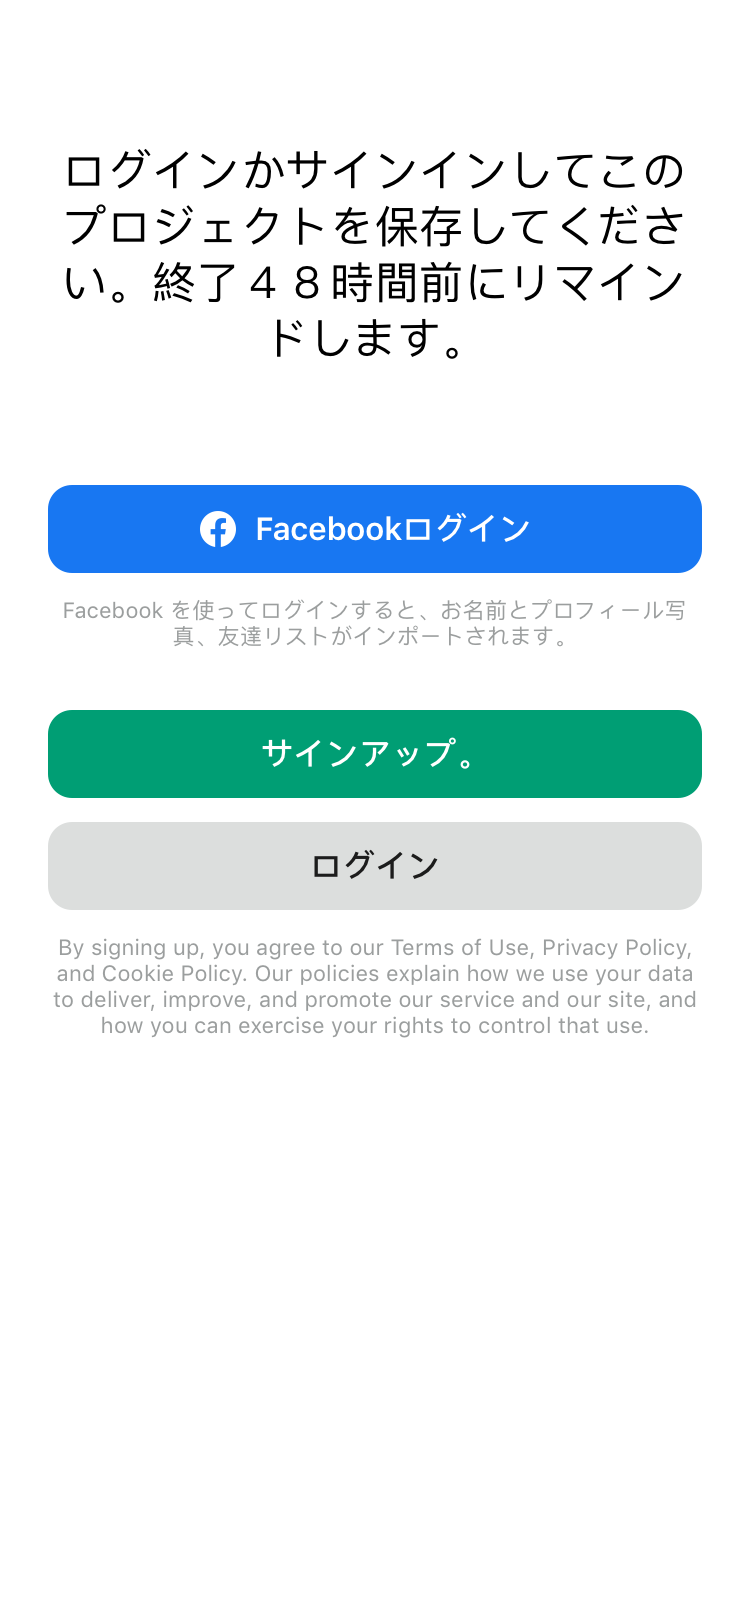 ログインかサインインしてこの
プロジェクトを保存してくださ
い。終了４８時間前にリマイン
ドします。
Facebookログイン
Facebook を使ってログインすると、お名前とプロフィール写
真、友達リストがインポートされます。
サインアップ。
ログイン
By signing up, you agree to our Terms of Use, Privacy Policy,
and Cookie Policy. Our policies explain how we use your data
to deliver, improve, and promote our service and our site, and
how you can exercise your rights to control that use.